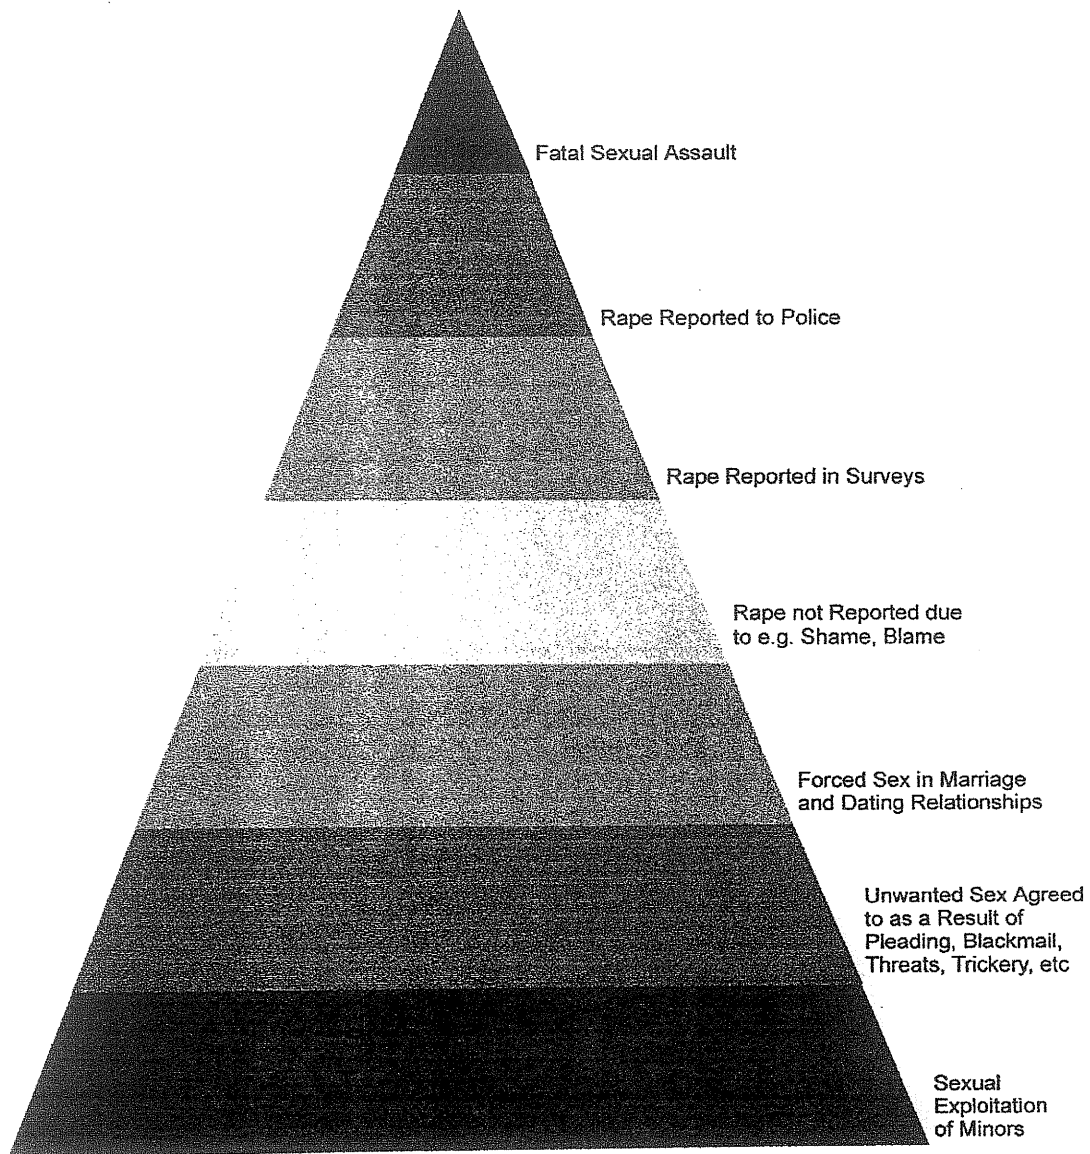 Fatal Sexual Assault
Rape Reported to Police
Rape Reported in Surveys
Rape not Reported due
to e.g. Shame, Blame
Forced Sex in Marriage
and Dating Relationships
Unwanted Sex Agreed
to as a Result of
Pleading, Blackmail,
Threats, Trickery, etc
Sexual
Exploitation
of Minors